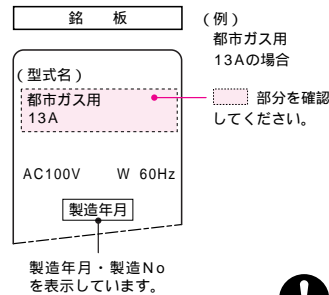 銘 板
(例)
都市ガス用
13Aの場合
(型式名)
都市ガス用
13A
部分を確認
してください。
AC100V W 60Hz
製造年月
製造年月・製造No
を表示しています。